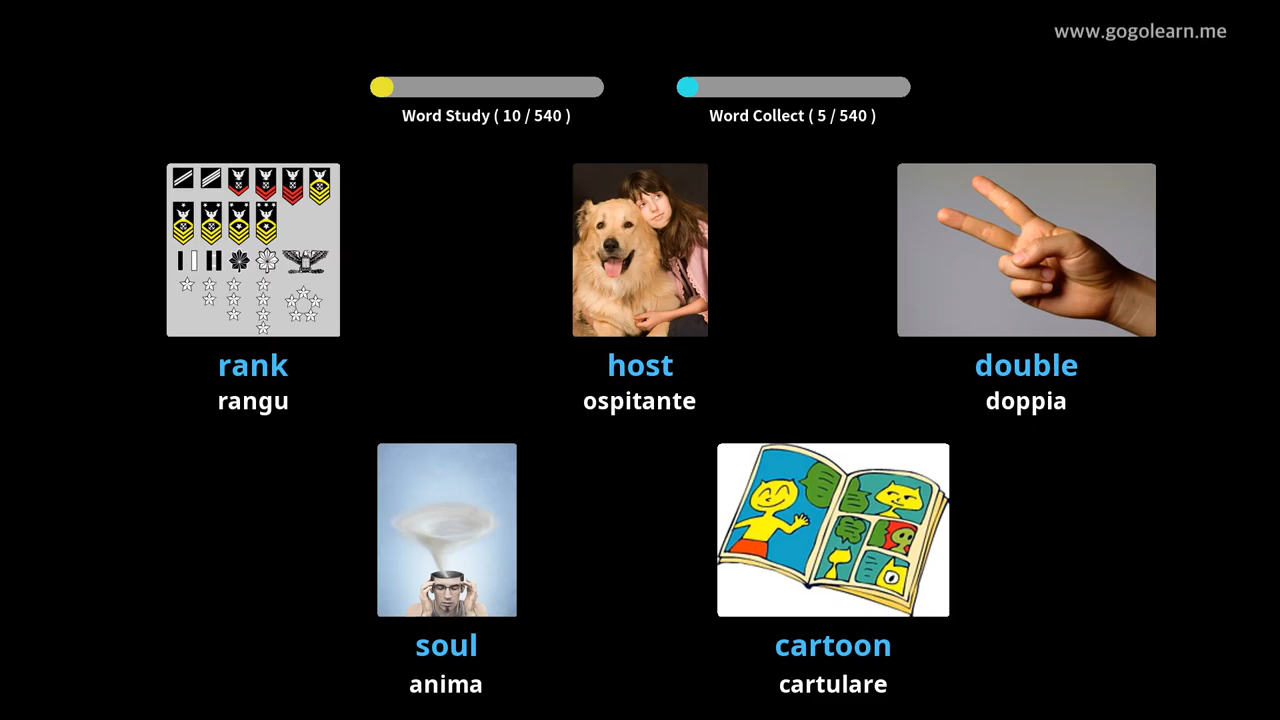 www.gogolearn.me
Word Study ( 10 / 540 )
Word Collect ( 5 / 540 )
rank
rangu
host
ospitante
double
doppia
soul
anima
cartoon
cartulare